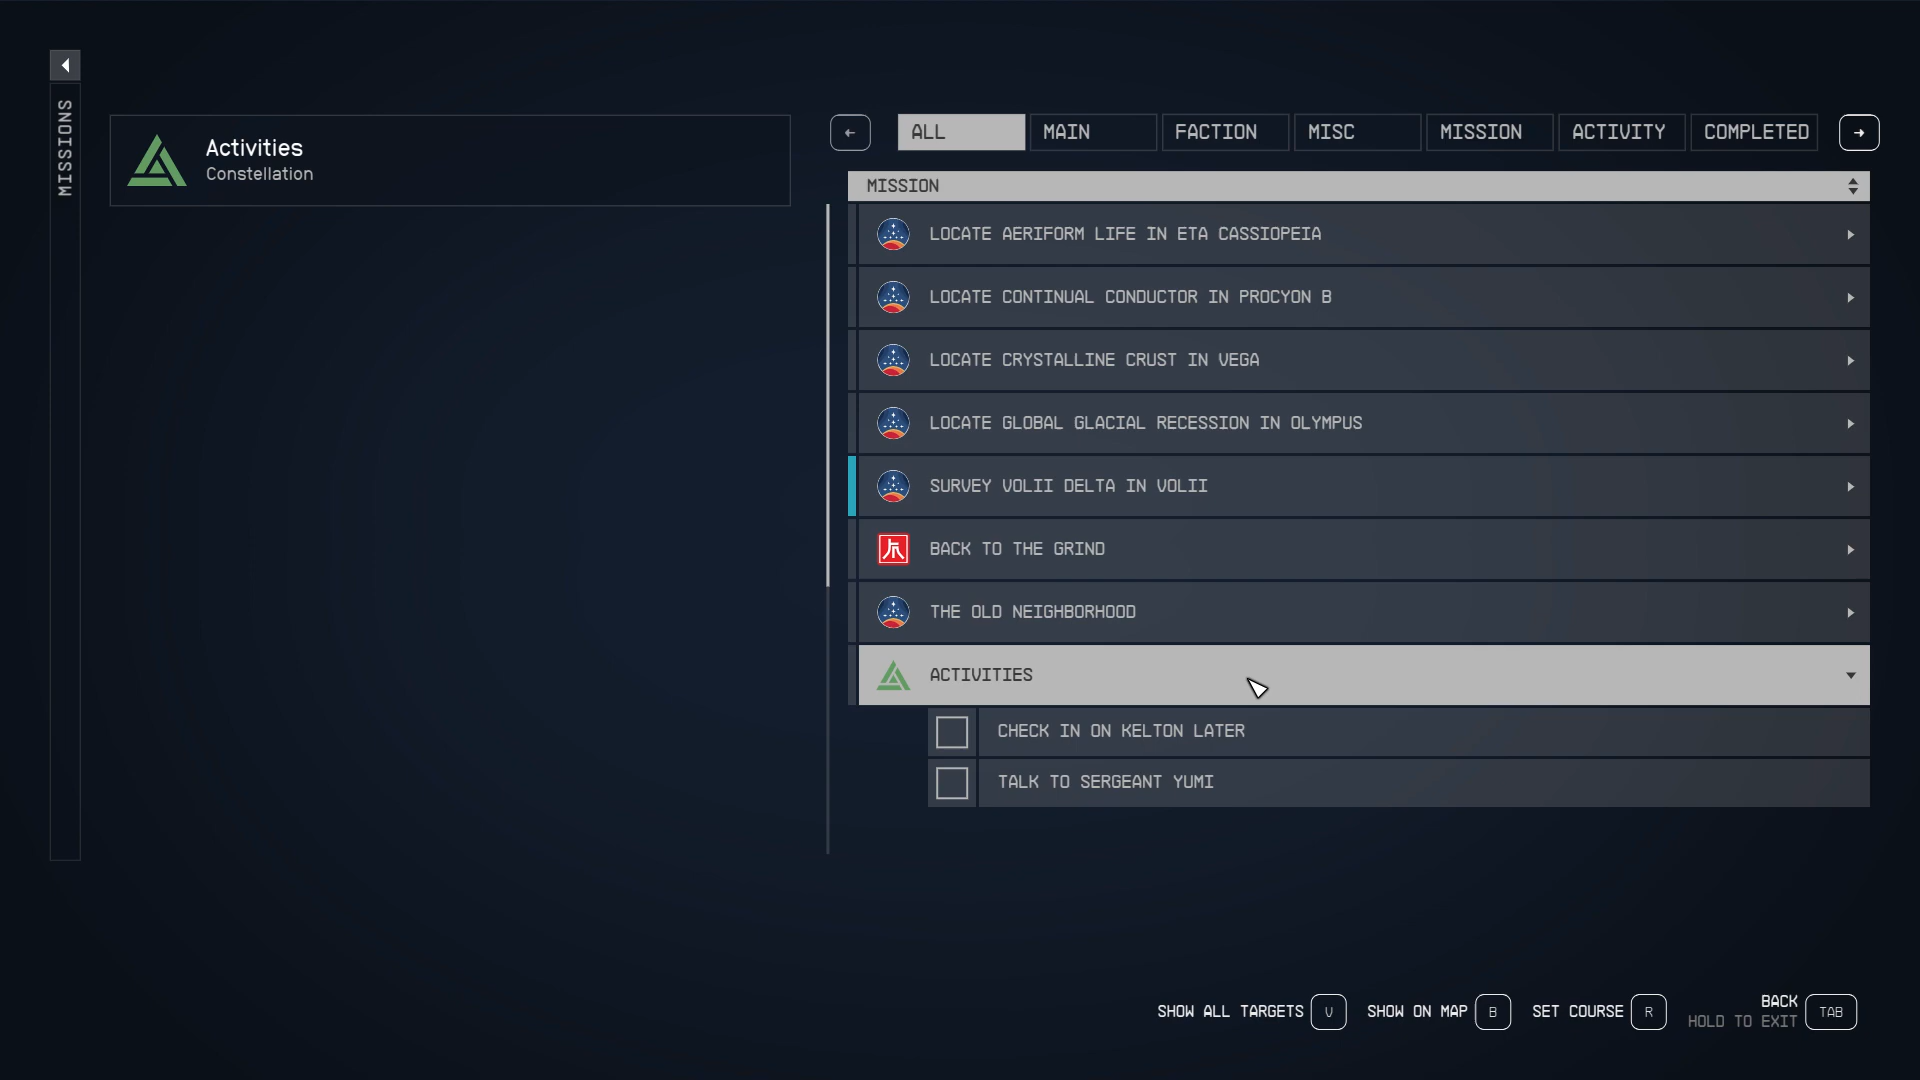 MISSIONS
Activities
Constellation
ALL
MAIN
FACTION
MISC
MISSION
ACTIVITY
COMPLETED
MISSION
LOCATE AERIFORM LIFE IN ETA CASSIOPEIA
LOCATE CONTINUAL CONDUCTOR IN PROCYON B
LOCATE CRYSTALLINE CRUST IN VEGA
LOCATE GLOBAL GLACIAL RECESSION IN OLYMPUS
SURVEY VOLII DELTA IN VOLII
BACK TO THE GRIND
THE OLD NEIGHBORHOOD
ACTIVITIES
CHECK IN ON KELTON LATER
TALK TO SERGEANT YUMI
SHOW ALL TARGETS V
SHOW ON MAP B
SET COURSE R
BACK
HOLD TO EXIT
TAB